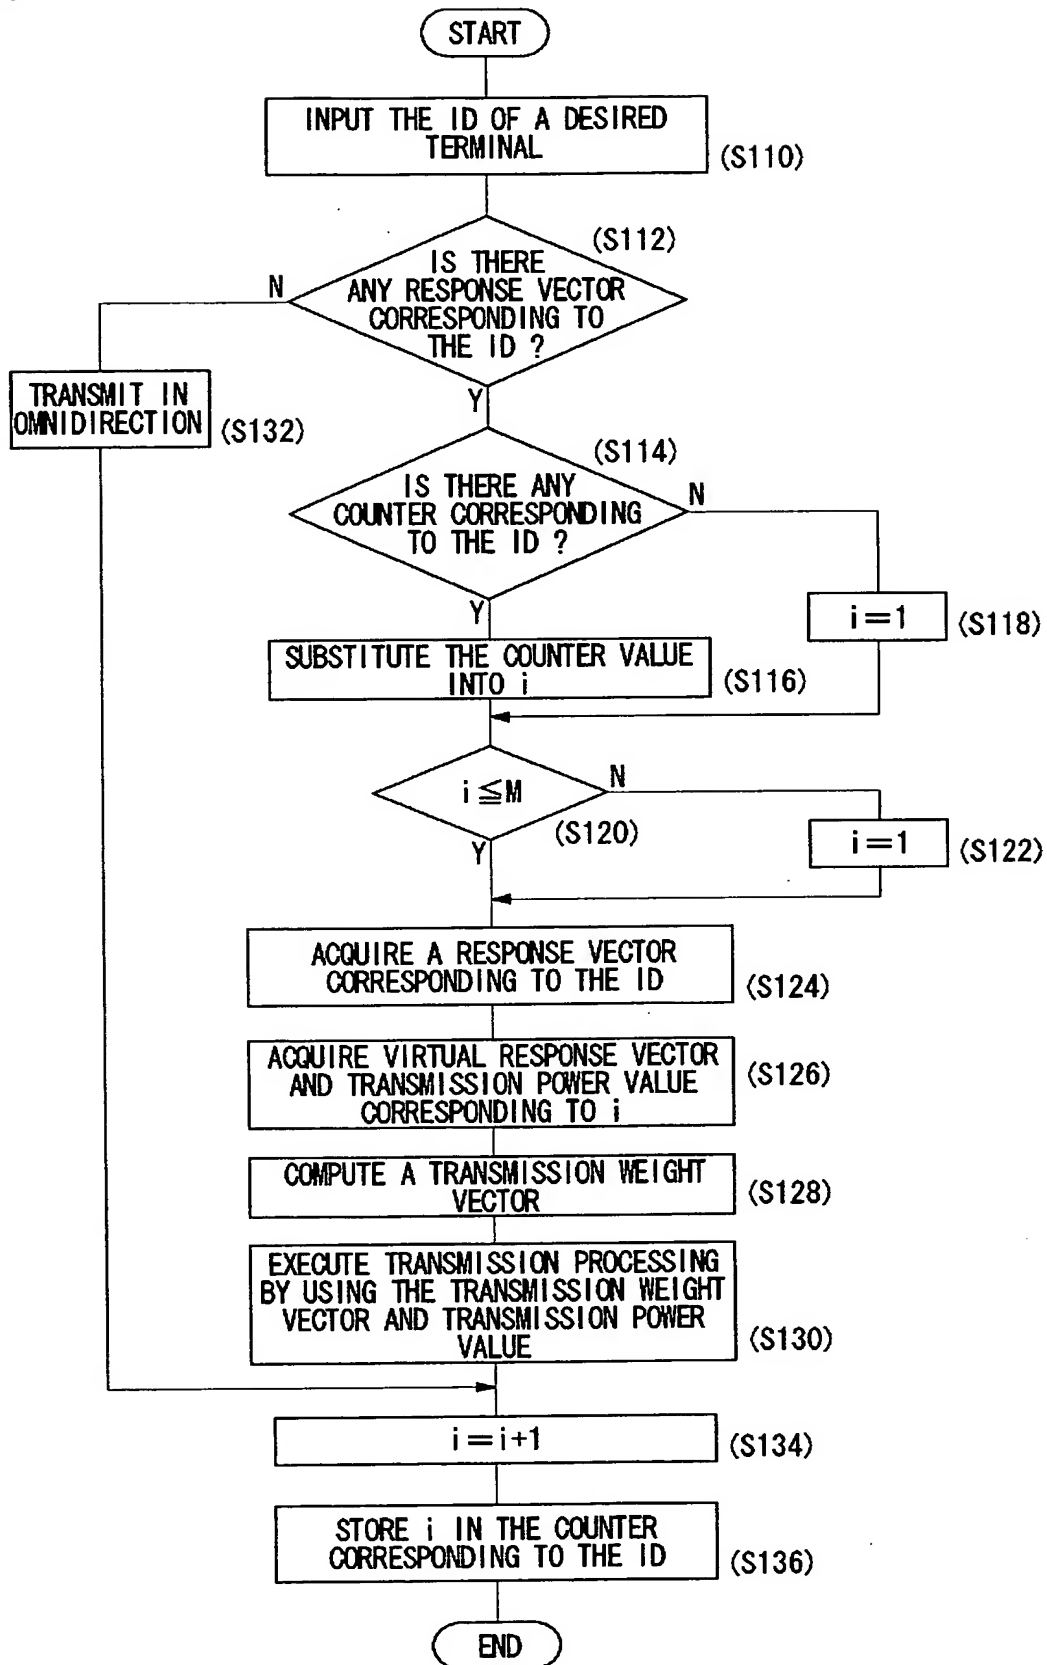 START
INPUT THE ID OF A DESIRED
TERMINAL
(S110)
(S112)
IS THERE
ANY RESPONSE VECTOR
CORRESPONDING TO
THE ID ?
N
Y
TRANSMIT IN
OMNIDIRECTION
(S132)
(S114)
IS THERE ANY
COUNTER CORRESPONDING
TO THE ID ?
N
Y
i=1
(S118)
SUBSTITUTE THE COUNTER VALUE
INTO i
(S116)
i≦M
N
(S120)
Y
i=1
(S122)
ACQUIRE A RESPONSE VECTOR
CORRESPONDING TO THE ID
(S124)
ACQUIRE VIRTUAL RESPONSE VECTOR
AND TRANSMISSION POWER VALUE
CORRESPONDING TO i
(S126)
COMPUTE A TRANSMISSION WEIGHT
VECTOR
(S128)
EXECUTE TRANSMISSION PROCESSING
BY USING THE TRANSMISSION WEIGHT
VECTOR AND TRANSMISSION POWER
VALUE
(S130)
i=i+1
(S134)
STORE i IN THE COUNTER
CORRESPONDING TO THE ID
(S136)
END